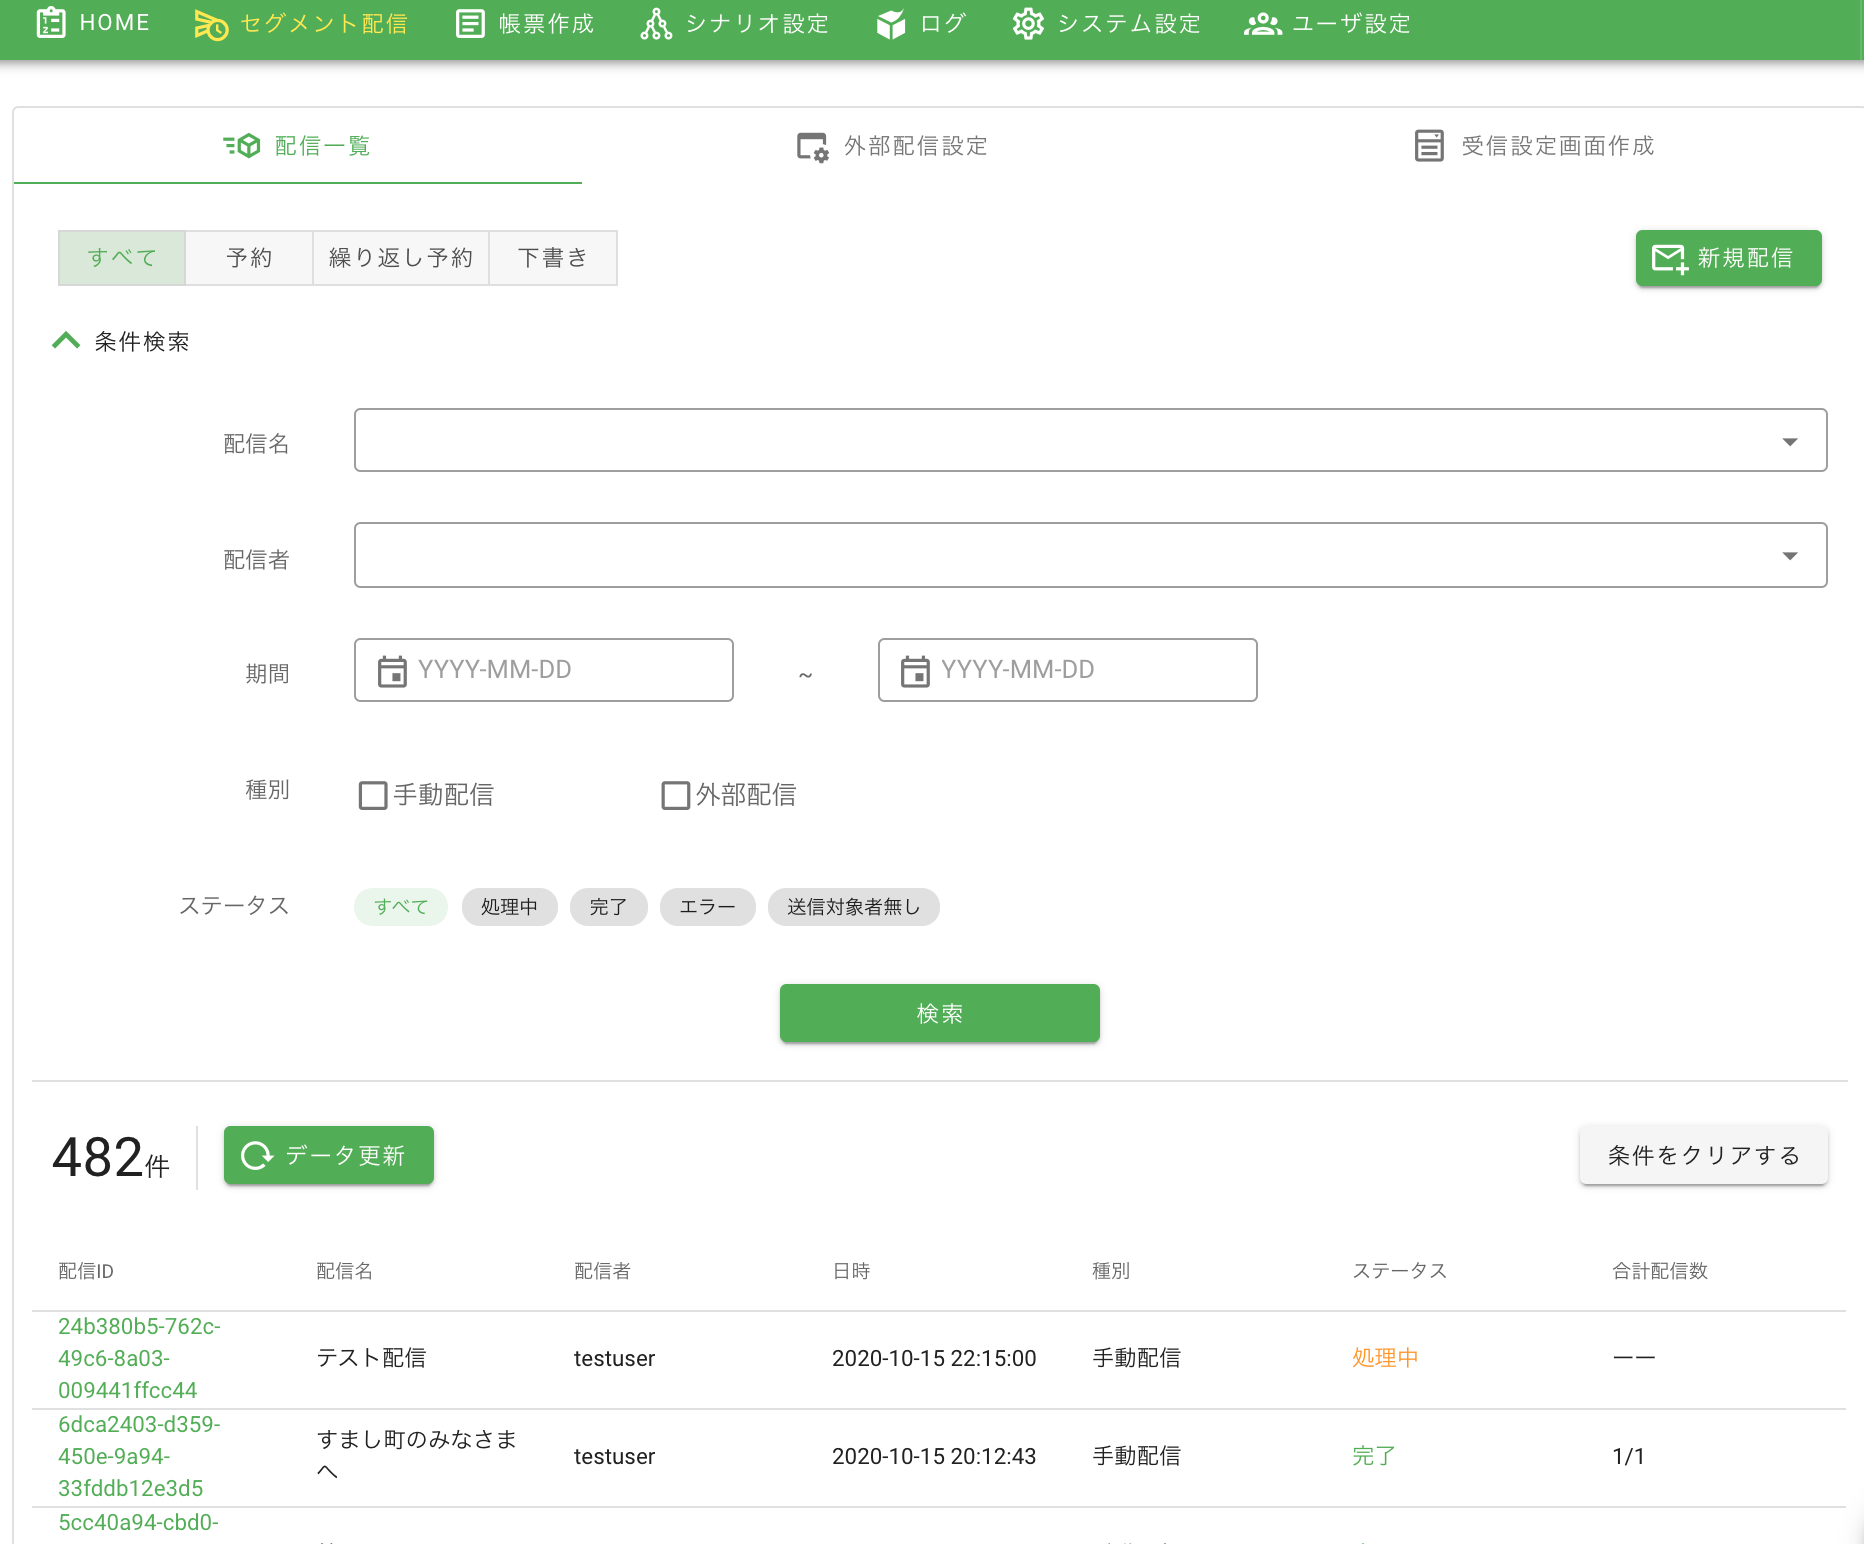 HOME セグメント配信 帳票作成 シナリオ設定 ログ システム設定 ユーザ設定
配信一覧 外部配信設定 受信設定画面作成
すべて 予約 繰り返し予約 下書き 新規配信
条件検索
配信名
配信者
期間 YYYY-MM-DD ~ YYYY-MM-DD
種別 手動配信 外部配信
ステータス すべて 処理中 完了 エラー 送信対象者無し
検索
482件 データ更新 条件をクリアする
配信ID 配信名 配信者 日時 種別 ステータス 合計配信数
24b380b5-762c-
49c6-8a03- テスト配信 testuser 2020-10-15 22:15:00 手動配信 処理中 ーー
009441ffcc44
6dca2403-d359-
すまし町のみなさま
450e-9a94- testuser 2020-10-15 20:12:43 手動配信 完了 1/1
へ
33fddb12e3d5
5cc40a94-cbd0-